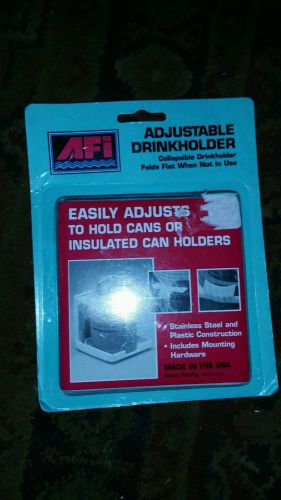 AFi
ADJUSTABLE
DRINKHOLDER
Collapsible Drinkholder
Folds Flat When Not In Use
EASILY ADJUSTS
TO HOLD CANS OR
INSULATED CAN HOLDERS
• Stainless Steel and
Plastic Construction
• Includes Mounting
Hardware
MADE IN THE USA
Pending